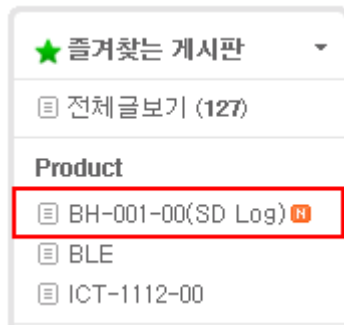 즐겨찾는 게시판
전체글보기 (127)
Product
BH-001-00(SD Log) N
BLE
ICT-1112-00